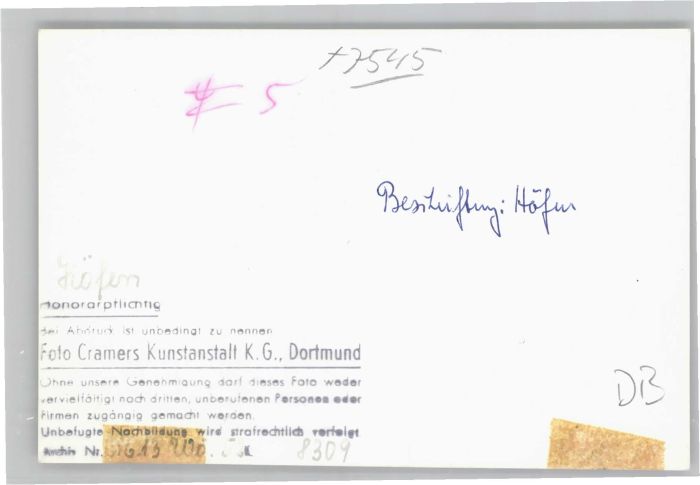 +7545
5
Beschriftung: Höfen
Höfen
Honorarpflichtig
Bei Abdruck ist unbedingt zu nennen
Foto Cramers Kunstanstalt K.G., Dortmund
Ohne unsere Genehmigung darf dieses Foto weder
vervielfältigt noch dritten, unberufenen Personen oder
Firmen zugängig gemacht werden.
Unbefugte Nachbildung wird strafrechtlich verfolgt
Archiv Nr. 8309
DB